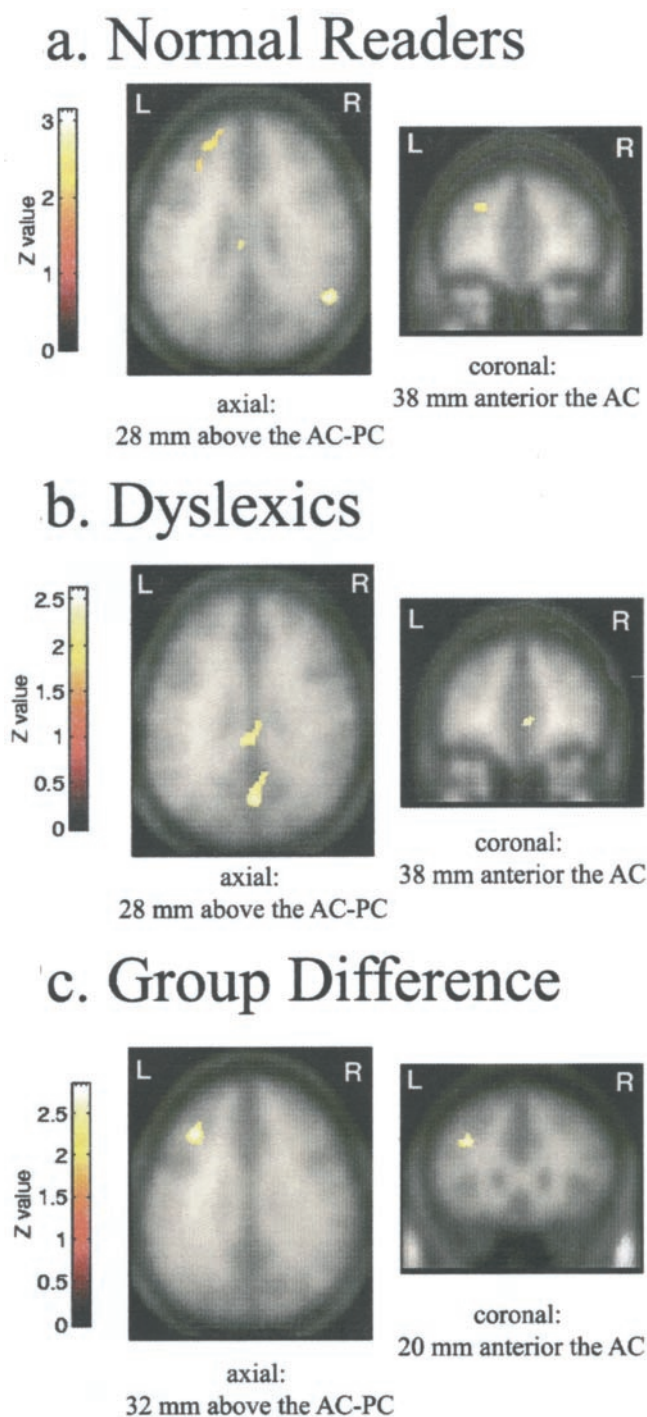 a. Normal Readers
L
R
3
2
1
0
Z value
L
R
axial:
28 mm above the AC-PC
coronal:
38 mm anterior the AC
b. Dyslexics
L
R
2.5
2
1.5
1
0.5
0
Z value
L
R
axial:
28 mm above the AC-PC
coronal:
38 mm anterior the AC
c. Group Difference
L
R
2.5
2
1.5
1
0.5
0
Z value
L
R
axial:
32 mm above the AC-PC
coronal:
20 mm anterior the AC